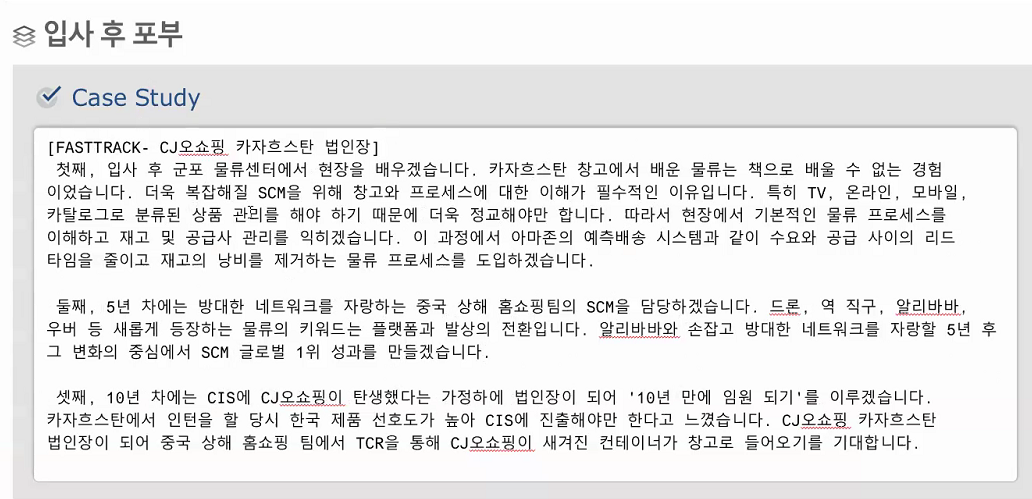 입사 후 포부
Case Study
[FASTTRACK- CJ오쇼핑 카자흐스탄 법인장]
첫째, 입사 후 군포 물류센터에서 현장을 배우겠습니다. 카자흐스탄 창고에서 배운 물류는 책으로 배울 수 없는 경험
이었습니다. 더욱 복잡해질 SCM을 위해 창고와 프로세스에 대한 이해가 필수적인 이유입니다. 특히 TV, 온라인, 모바일,
카탈로그로 분류된 상품 관리를 해야 하기 때문에 더욱 정교해야만 합니다. 따라서 현장에서 기본적인 물류 프로세스를
이해하고 재고 및 공급사 관리를 익히겠습니다. 이 과정에서 아마존의 예측배송 시스템과 같이 수요와 공급 사이의 리드
타임을 줄이고 재고의 낭비를 제거하는 물류 프로세스를 도입하겠습니다.
둘째, 5년 차에는 방대한 네트워크를 자랑하는 중국 상해 홈쇼핑팀의 SCM을 담당하겠습니다. 드론, 역 직구, 알리바바,
우버 등 새롭게 등장하는 물류의 키워드는 플랫폼과 발상의 전환입니다. 알리바바와 손잡고 방대한 네트워크를 자랑할 5년 후
그 변화의 중심에서 SCM 글로벌 1위 성과를 만들겠습니다.
셋째, 10년 차에는 CIS에 CJ오쇼핑이 탄생했다는 가정하에 법인장이 되어 '10년 만에 임원 되기'를 이루겠습니다.
카자흐스탄에서 인턴을 할 당시 한국 제품 선호도가 높아 CIS에 진출해야만 한다고 느꼈습니다. CJ오쇼핑 카자흐스탄
법인장이 되어 중국 상해 홈쇼핑 팀에서 TCR을 통해 CJ오쇼핑이 새겨진 컨테이너가 창고로 들어오기를 기대합니다.